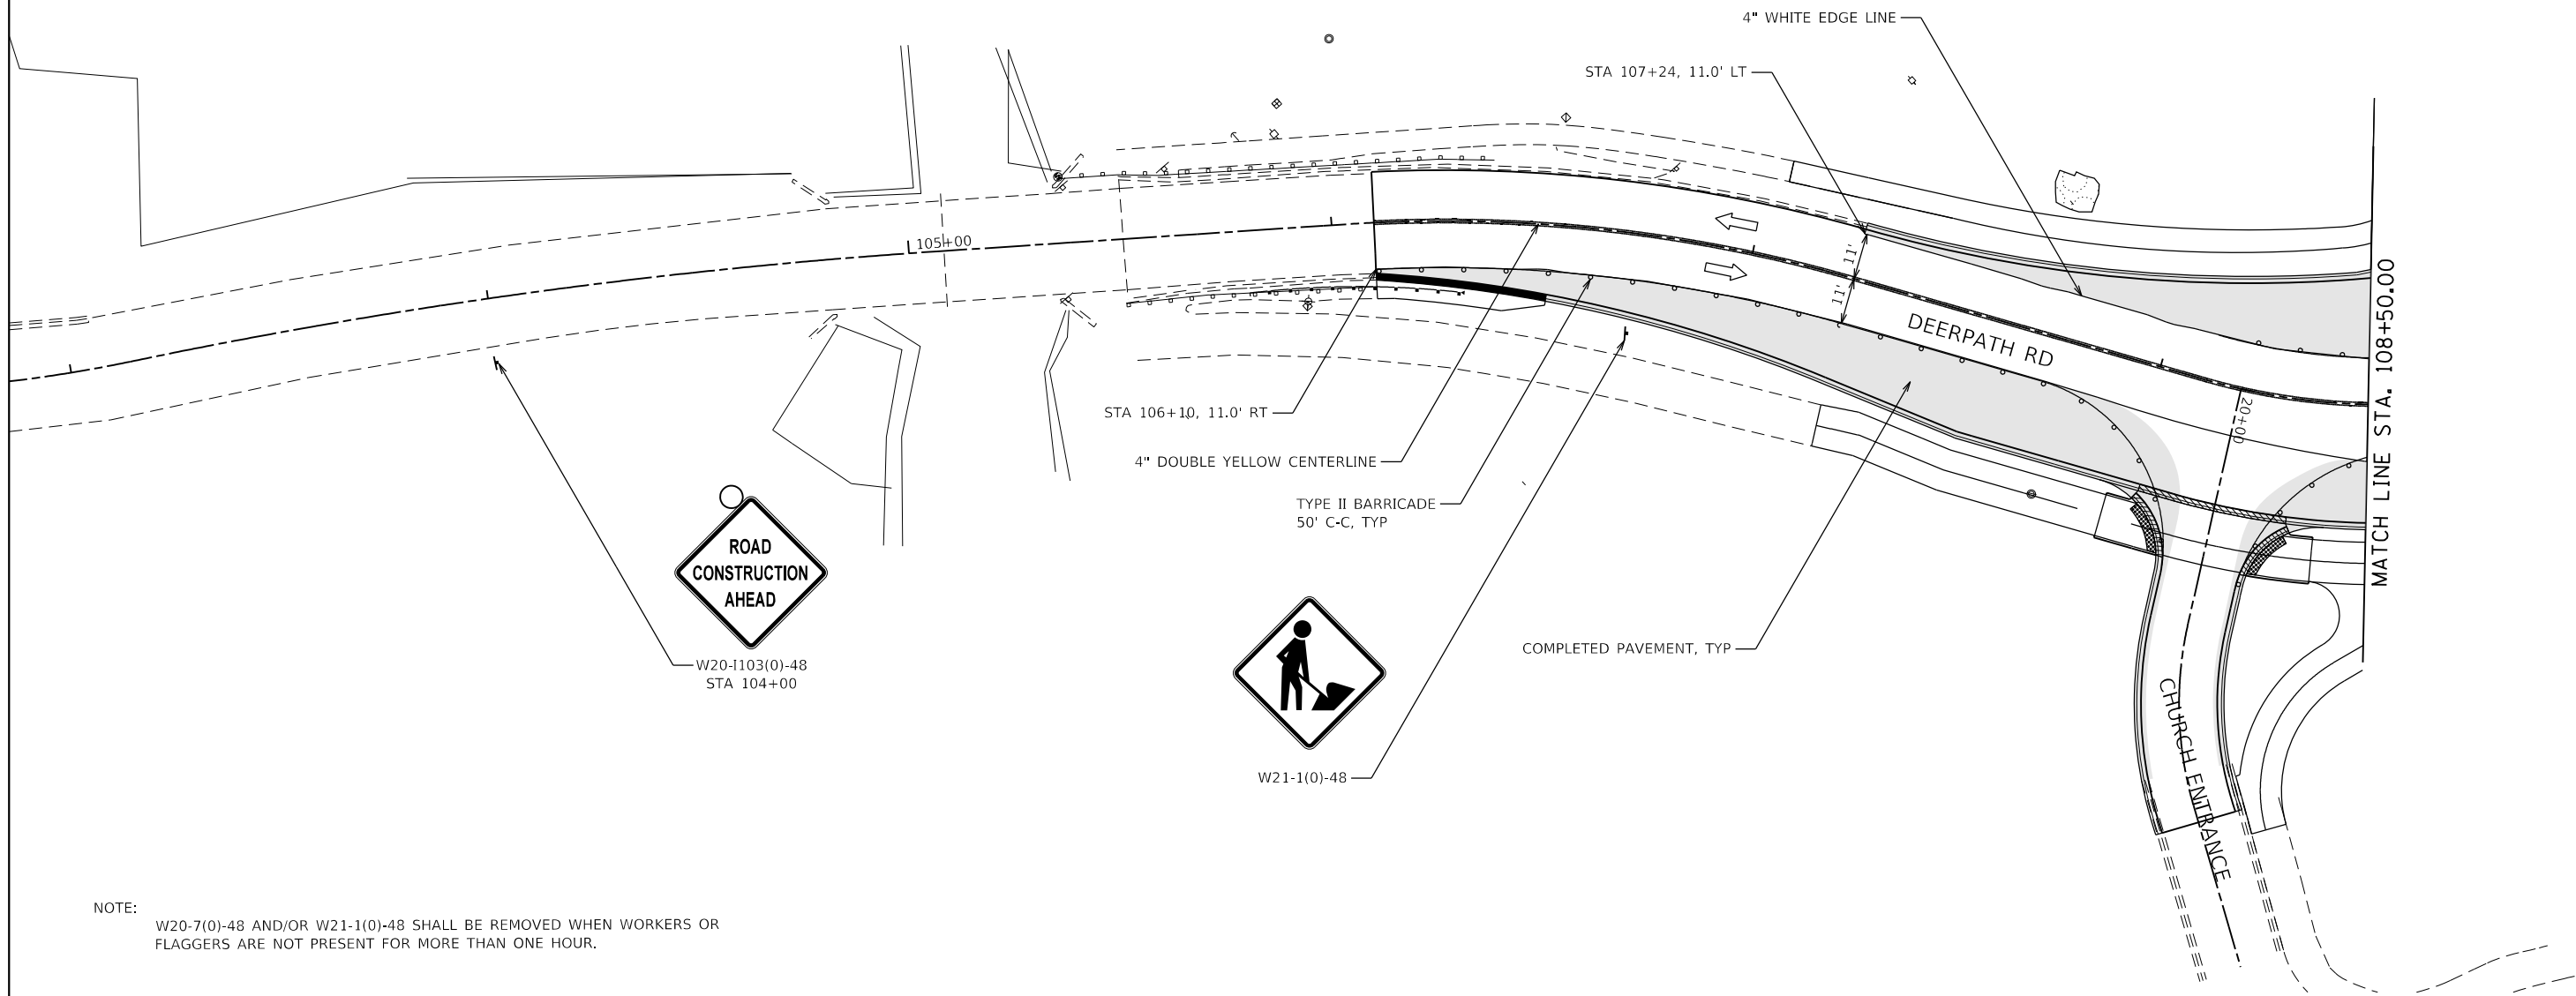 4" WHITE EDGE LINE
STA 107+24, 11.0' LT
105+00
11'
11'
DEERPATH RD
MATCH LINE STA. 108+50.00
20+00
STA 106+10, 11.0' RT
4" DOUBLE YELLOW CENTERLINE
TYPE II BARRICADE
50' C-C, TYP
ROAD
CONSTRUCTION
AHEAD
W20-I103(0)-48
STA 104+00
COMPLETED PAVEMENT, TYP
W21-1(0)-48
CHURCH ENTRANCE
NOTE:
W20-7(0)-48 AND/OR W21-1(0)-48 SHALL BE REMOVED WHEN WORKERS OR
FLAGGERS ARE NOT PRESENT FOR MORE THAN ONE HOUR.